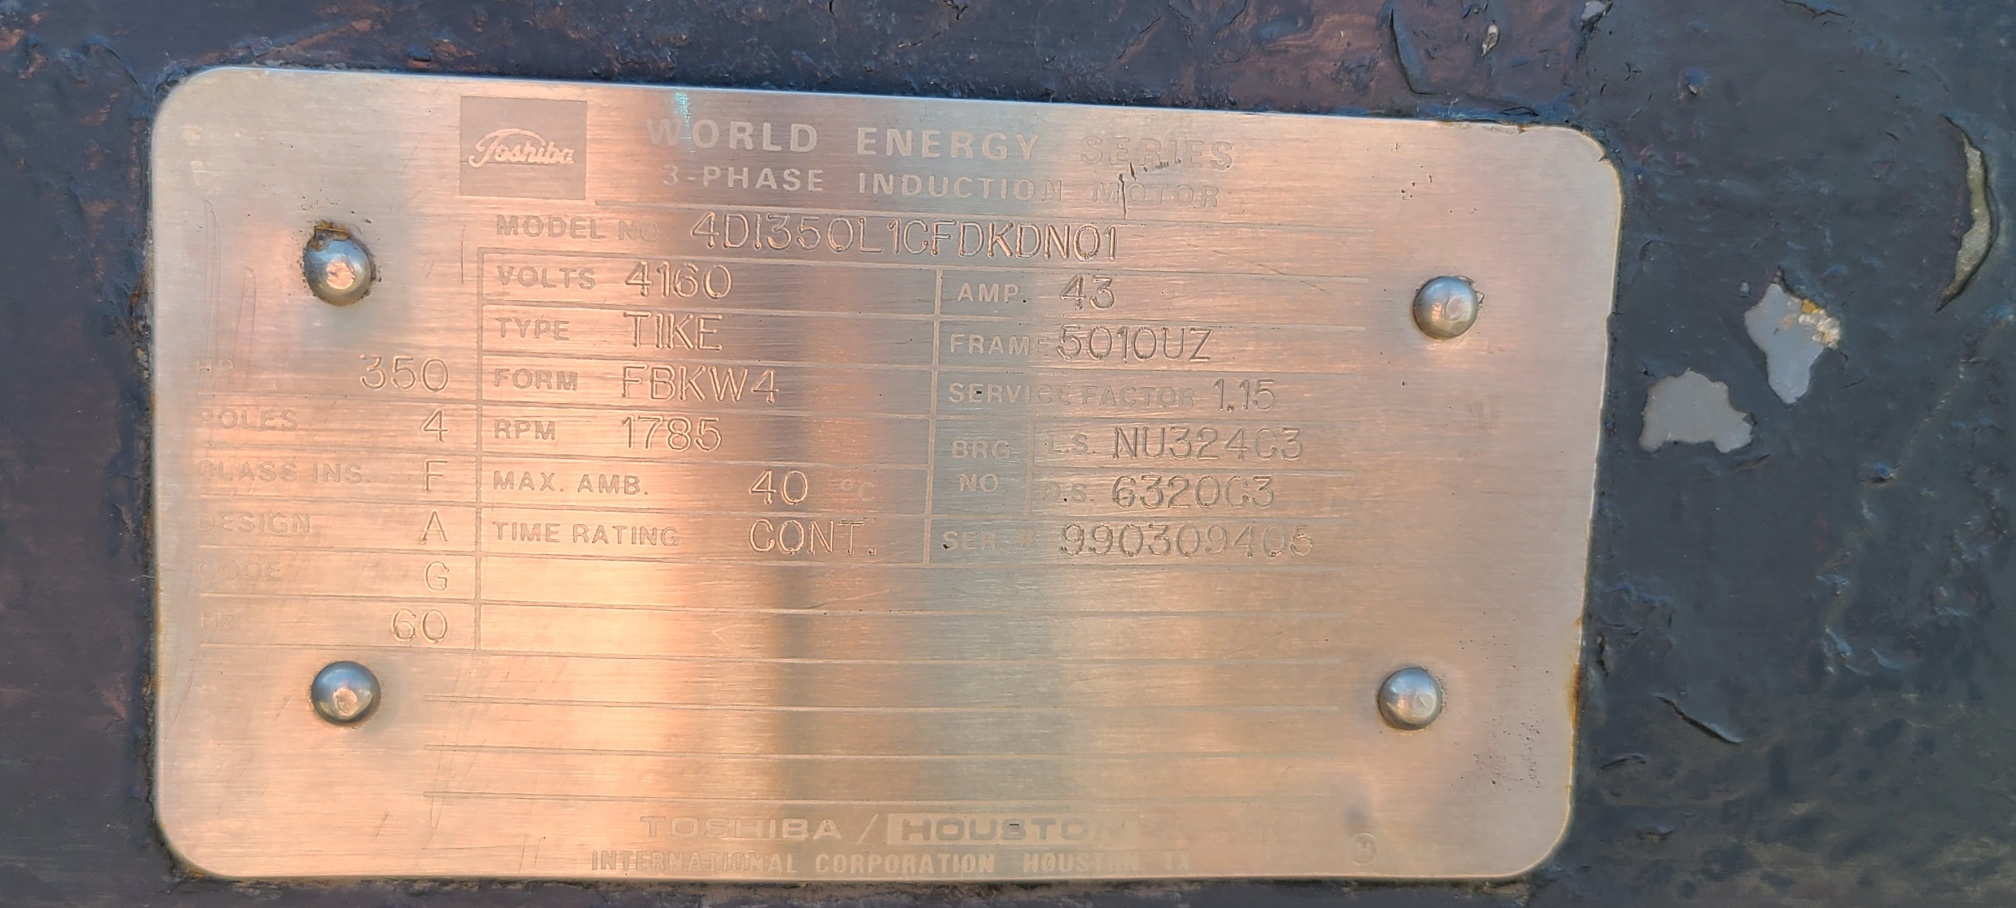 Toshiba
WORLD ENERGY SERIES
3-PHASE INDUCTION MOTOR
MODEL NO 4DI350L1CFDKDN01
VOLTS 4160 AMP. 43
TYPE TIKE FRAME 5010UZ
HP 350 FORM FBKW4 SERVICE FACTOR 1.15
POLES 4 RPM 1785 BRG. L.S. NU324C3
CLASS INS. F MAX. AMB. 40 °C NO. O.S. 6320C3
DESIGN A TIME RATING CONT. SER. # 990309405
CODE G
Hz 60
TOSHIBA / HOUSTON
INTERNATIONAL CORPORATION HOUSTON TX
H